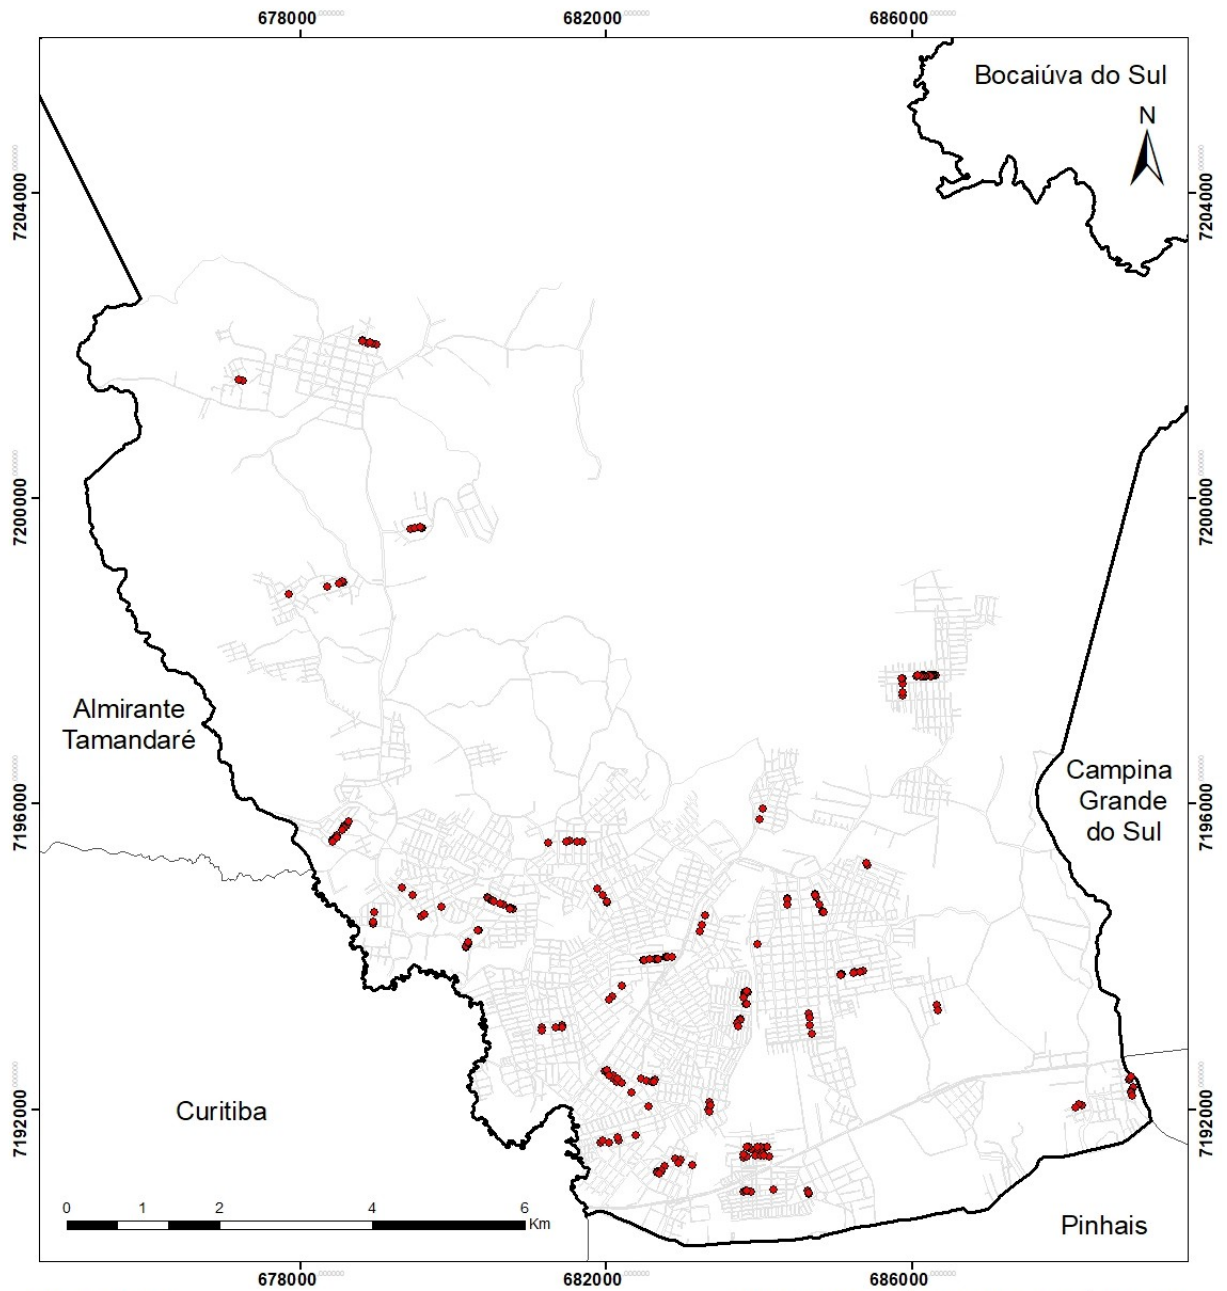 678000 682000 686000
Bocaiúva do Sul
N
7204000 7204000
7200000 7200000
Almirante
Tamandaré
Campina
Grande
do Sul
7196000 7196000
Curitiba
7192000 7192000
0 1 2 4 6
Km
Pinhais
678000 682000 686000